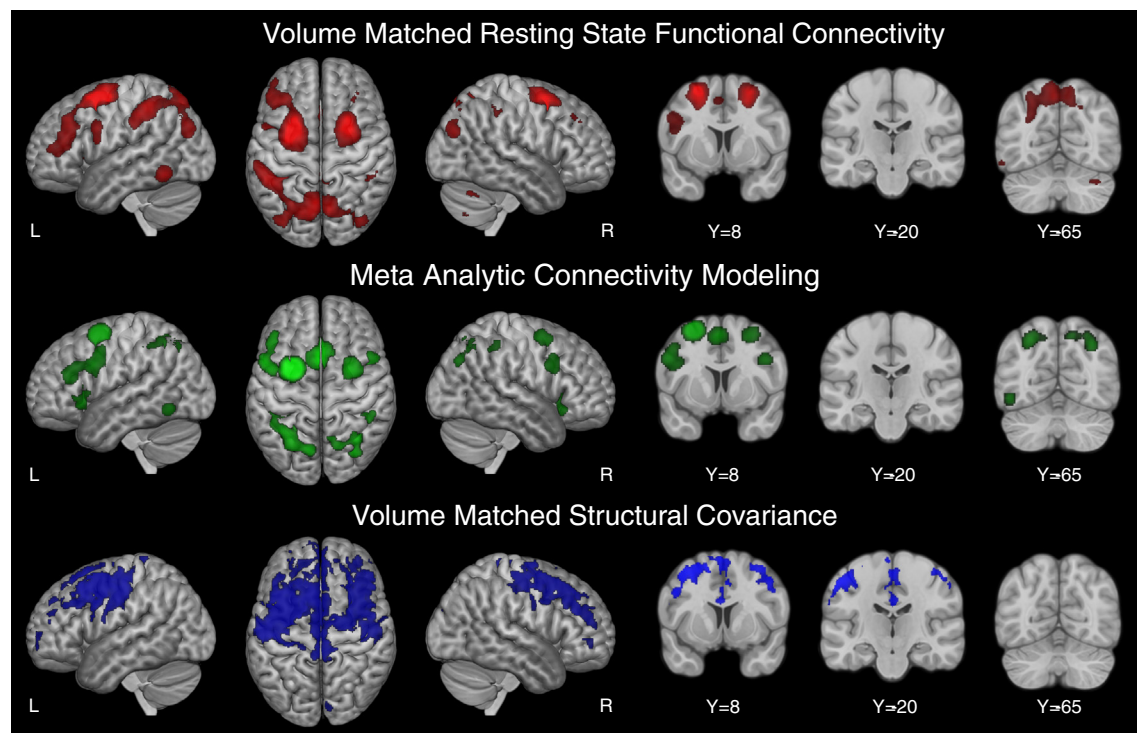 Volume Matched Resting State Functional Connectivity
L R Y=8 Y=-20 Y=-65
Meta Analytic Connectivity Modeling
L R Y=8 Y=-20 Y=-65
Volume Matched Structural Covariance
L R Y=8 Y=-20 Y=-65